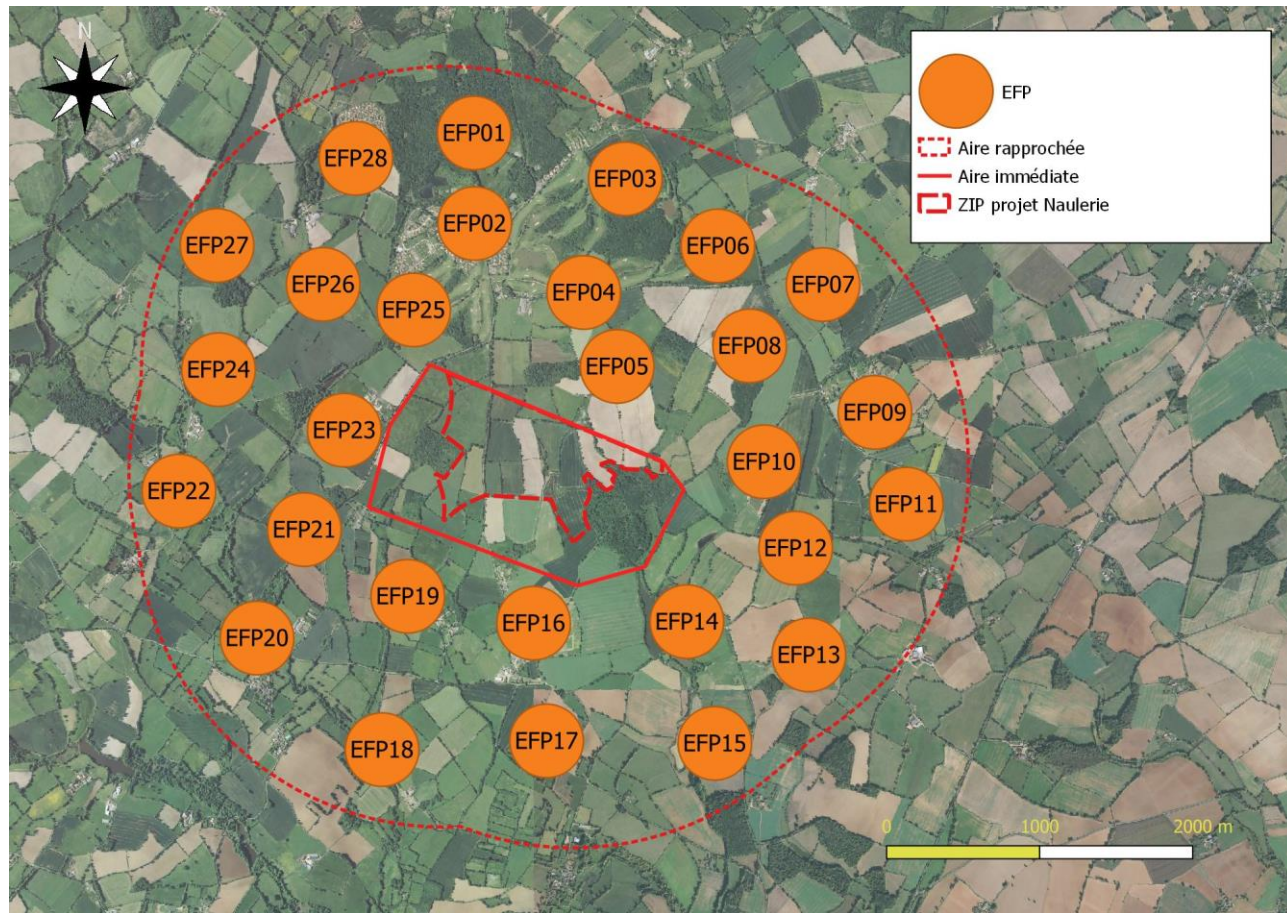 N
EFP
Aire rapprochée
Aire immédiate
ZIP projet Naulerie
EFP01
EFP28
EFP03
EFP02
EFP27
EFP06
EFP26
EFP07
EFP04
EFP25
EFP08
EFP24
EFP05
EFP09
EFP23
EFP10
EFP22
EFP11
EFP21
EFP12
EFP19
EFP14
EFP16
EFP20
EFP13
EFP17
EFP15
EFP18
0 1000 2000 m